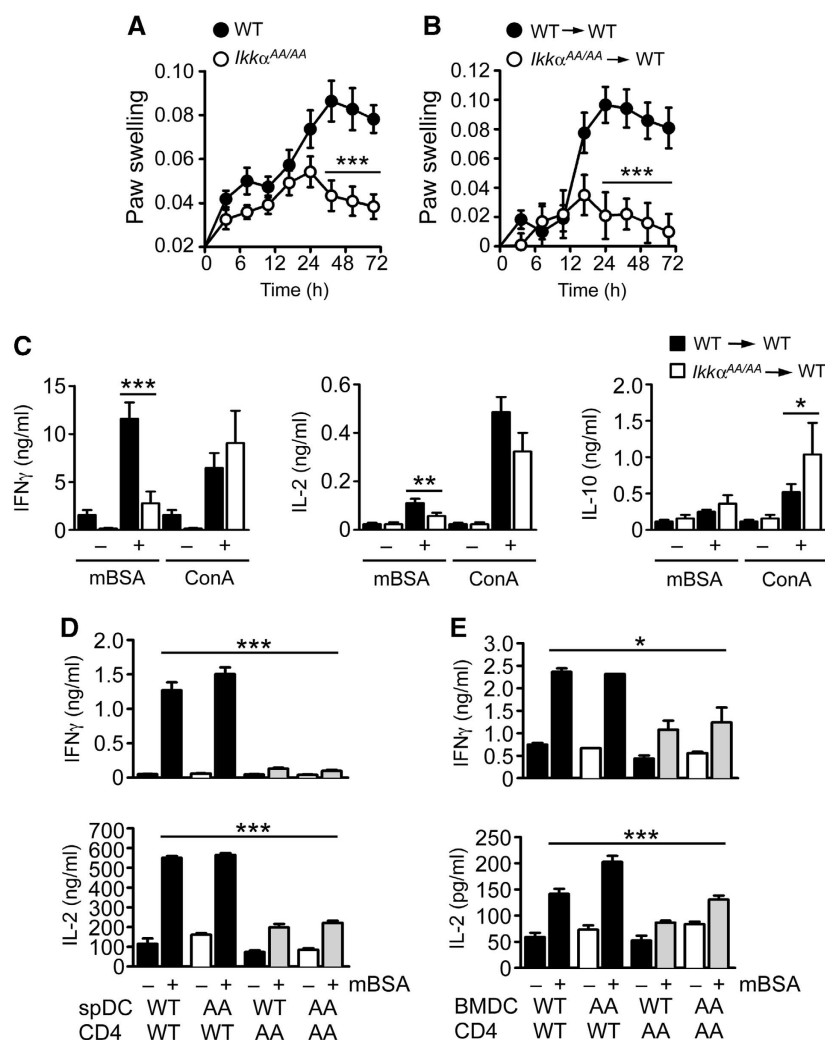 A
● WT
○ IkkαAA/AA
Paw swelling
0.10
0.08
0.06
0.04
0.02
***
0 6 12 24 48 72
Time (h)
B
● WT → WT
○ IkkαAA/AA → WT
Paw swelling
0.12
0.10
0.08
0.06
0.04
0.02
0
***
0 6 12 24 48 72
Time (h)
C
■ WT → WT
□ IkkαAA/AA → WT
IFNγ (ng/ml)
15
10
5
0
***
– + – +
mBSA ConA
IL-2 (ng/ml)
0.6
0.4
0.2
0
**
– + – +
mBSA ConA
IL-10 (ng/ml)
2.0
1.5
1.0
0.5
0
*
– + – +
mBSA ConA
D
IFNγ (ng/ml)
2.0
1.5
1.0
0.5
0
***
IL-2 (ng/ml)
700
600
500
400
300
200
100
0
***
– + – + – + – + mBSA
spDC WT AA WT AA
CD4 WT WT AA AA
E
IFNγ (ng/ml)
3.0
2.5
2.0
1.5
1.0
0.5
0
*
IL-2 (pg/ml)
250
200
150
100
50
0
***
– + – + – + – + mBSA
BMDC WT AA WT AA
CD4 WT WT AA AA